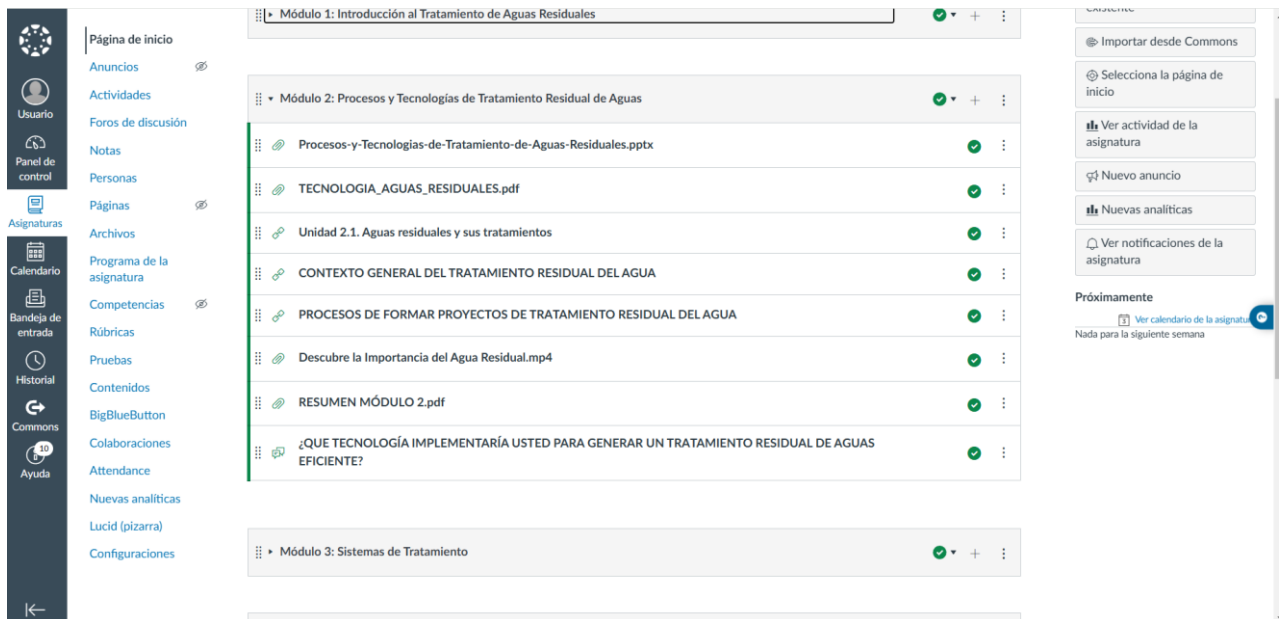 Usuario
Panel de
control
Asignaturas
Calendario
Bandeja de
entrada
Historial
Commons
10
Ayuda
Página de inicio
Anuncios
Actividades
Foros de discusión
Notas
Personas
Páginas
Archivos
Programa de la
asignatura
Competencias
Rúbricas
Pruebas
Contenidos
BigBlueButton
Colaboraciones
Attendance
Nuevas analíticas
Lucid (pizarra)
Configuraciones
Módulo 1: Introducción al Tratamiento de Aguas Residuales
Módulo 2: Procesos y Tecnologías de Tratamiento Residual de Aguas
Procesos-y-Tecnologias-de-Tratamiento-de-Aguas-Residuales.pptx
TECNOLOGIA_AGUAS_RESIDUALES.pdf
Unidad 2.1. Aguas residuales y sus tratamientos
CONTEXTO GENERAL DEL TRATAMIENTO RESIDUAL DEL AGUA
PROCESOS DE FORMAR PROYECTOS DE TRATAMIENTO RESIDUAL DEL AGUA
Descubre la Importancia del Agua Residual.mp4
RESUMEN MÓDULO 2.pdf
¿QUE TECNOLOGÍA IMPLEMENTARÍA USTED PARA GENERAR UN TRATAMIENTO RESIDUAL DE AGUAS
EFICIENTE?
Módulo 3: Sistemas de Tratamiento
existente
Importar desde Commons
Selecciona la página de
inicio
Ver actividad de la
asignatura
Nuevo anuncio
Nuevas analíticas
Ver notificaciones de la
asignatura
Próximamente
Ver calendario de la asignatu
Nada para la siguiente semana